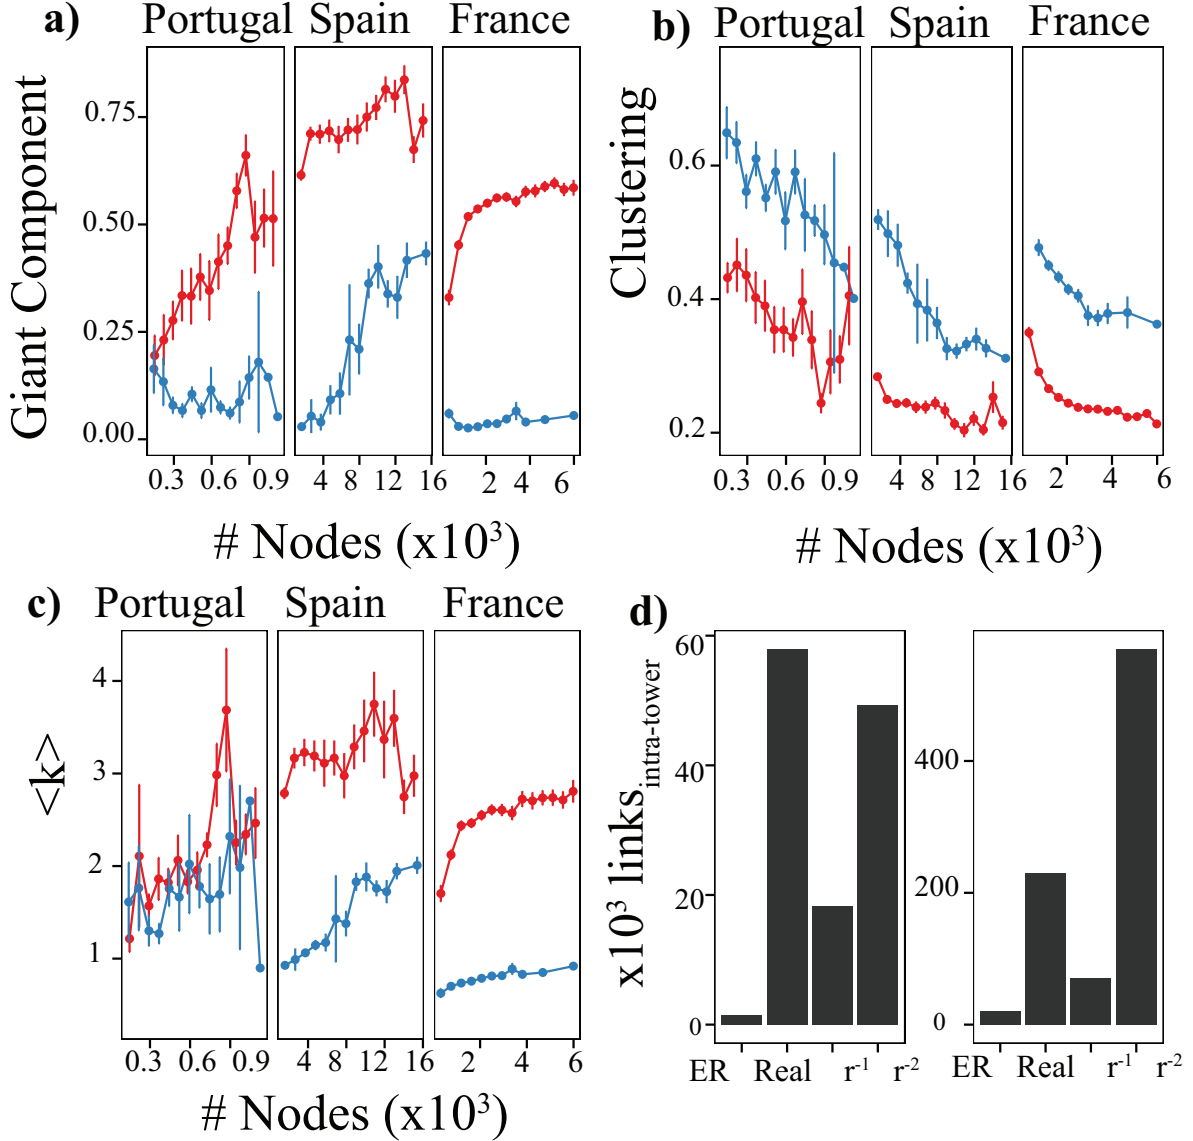 a) Portugal Spain France
Giant Component
0.75
0.50
0.25
0.00
0.3 0.6 0.9 4 8 12 16 2 4 6
# Nodes (x10³)
b) Portugal Spain France
Clustering
0.6
0.4
0.2
0.3 0.6 0.9 4 8 12 16 2 4 6
# Nodes (x10³)
c) Portugal Spain France
<k>
4
3
2
1
0.3 0.6 0.9 4 8 12 16 2 4 6
# Nodes (x10³)
d)
x10³ links intra-tower
60
40
20
0
ER Real r⁻¹ r⁻²
400
200
0
ER Real r⁻¹ r⁻²